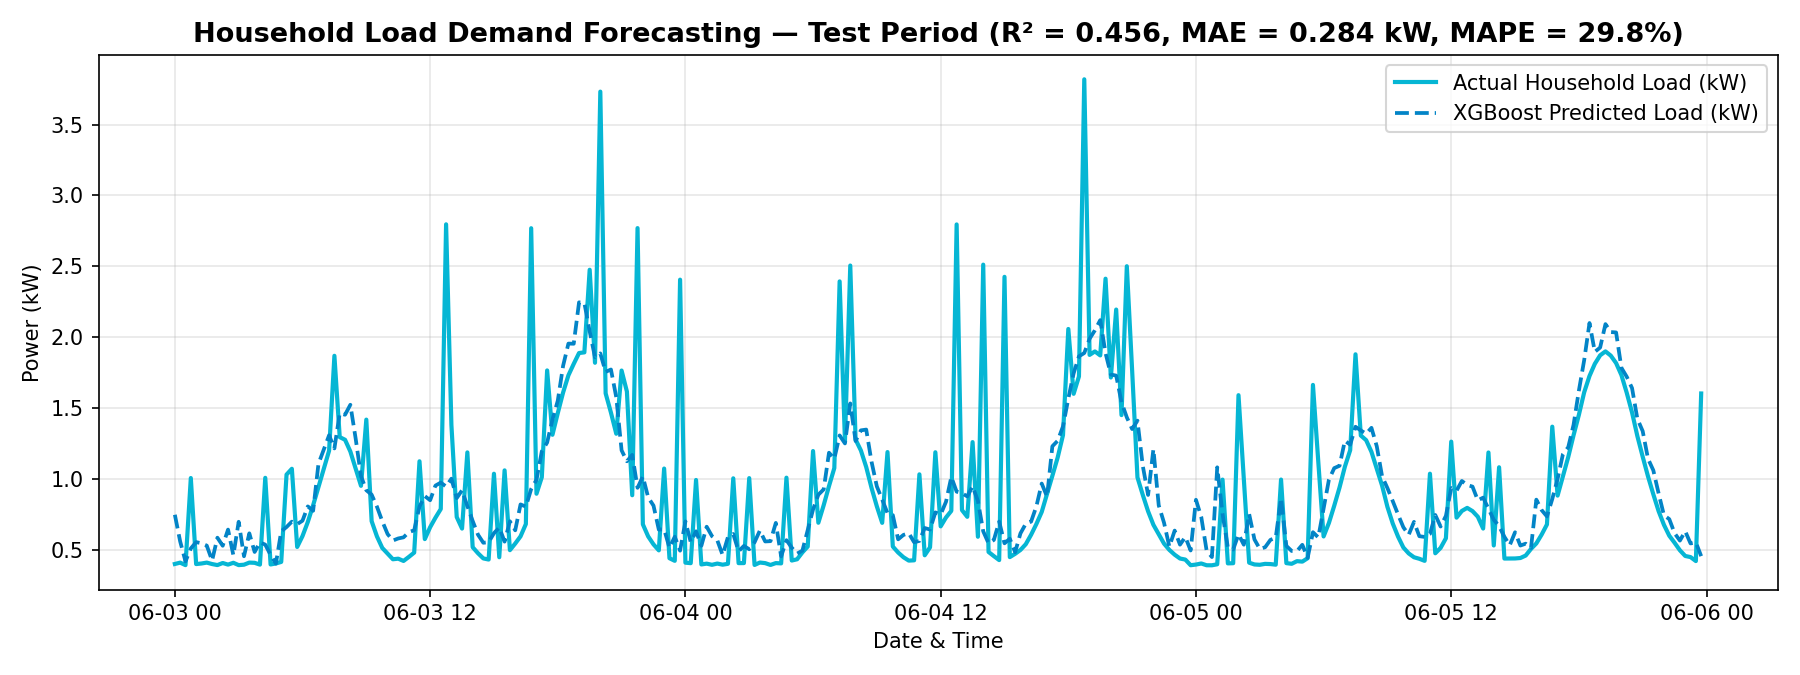 Household Load Demand Forecasting — Test Period (R² = 0.456, MAE = 0.284 kW, MAPE = 29.8%)
Actual Household Load (kW)
XGBoost Predicted Load (kW)
Power (kW)
3.5
3.0
2.5
2.0
1.5
1.0
0.5
06-03 00
06-03 12
06-04 00
06-04 12
06-05 00
06-05 12
06-06 00
Date & Time